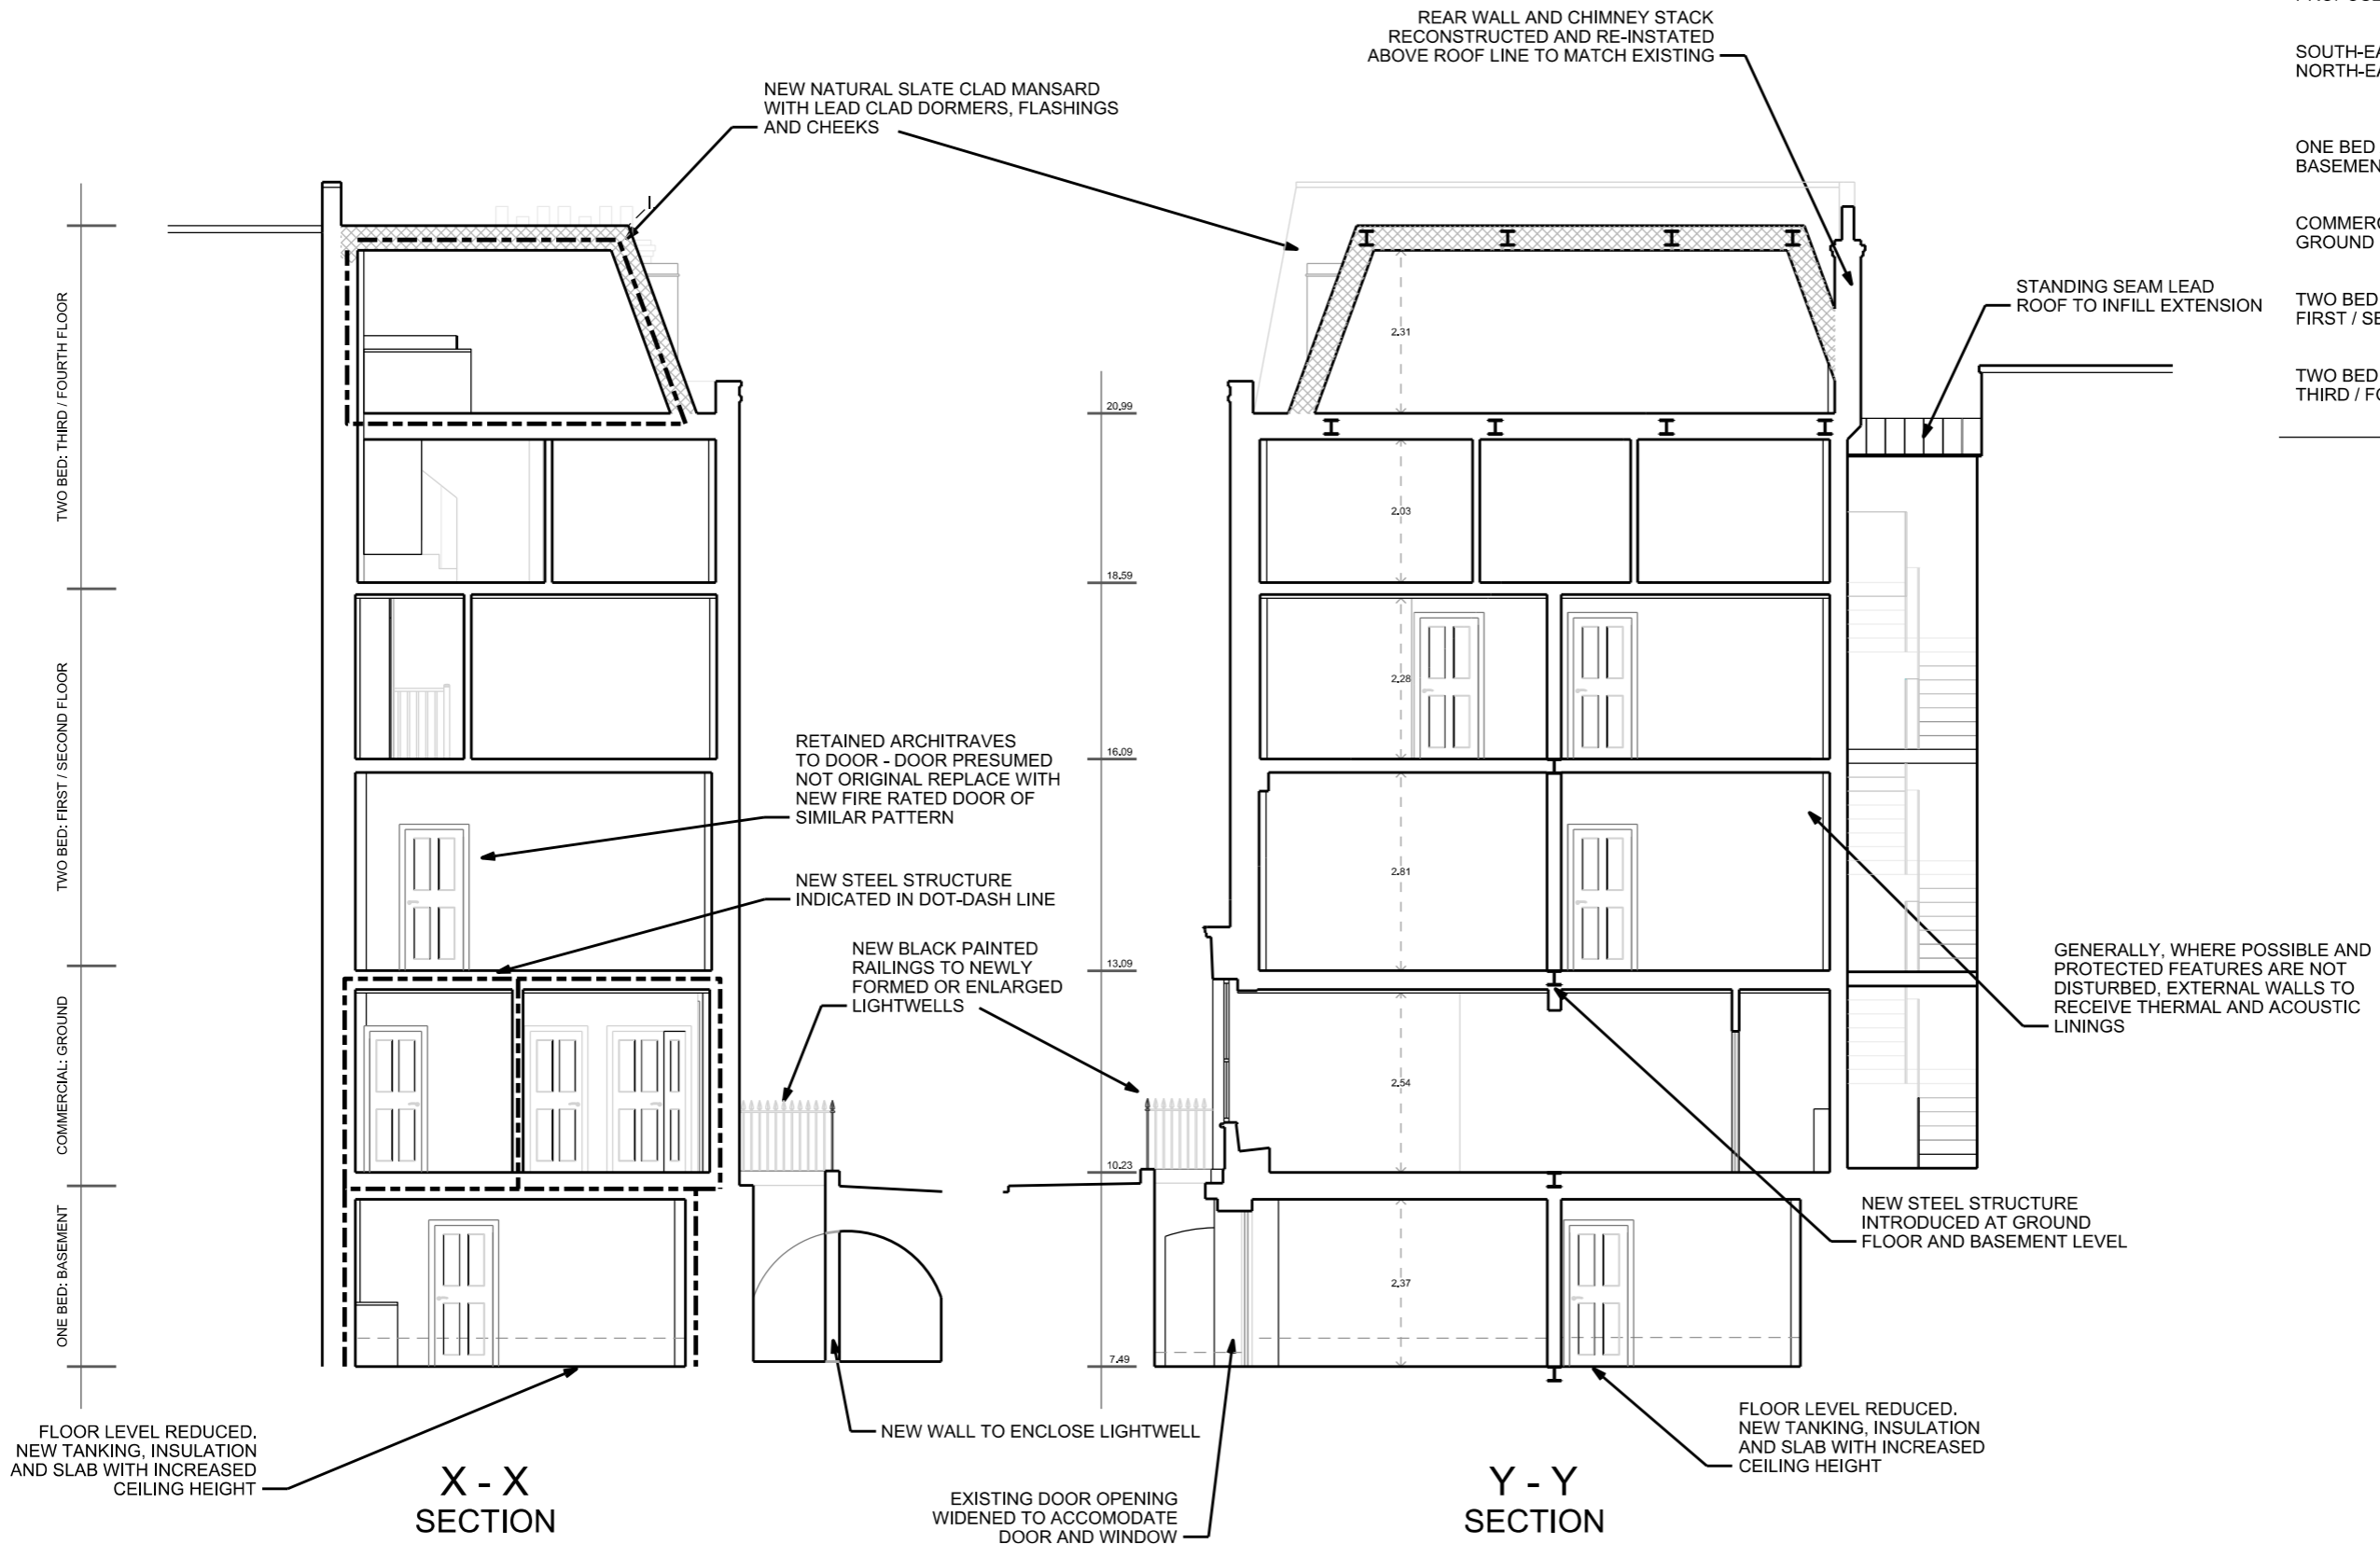 REAR WALL AND CHIMNEY STACK
RECONSTRUCTED AND RE-INSTATED
ABOVE ROOF LINE TO MATCH EXISTING
NEW NATURAL SLATE CLAD MANSARD
WITH LEAD CLAD DORMERS, FLASHINGS
AND CHEEKS
SOUTH-EA
NORTH-EA
ONE BED
BASEMEN
COMMERC
GROUND
TWO BED
FIRST / SE
TWO BED
THIRD / FO
STANDING SEAM LEAD
ROOF TO INFILL EXTENSION
TWO BED: THIRD / FOURTH FLOOR
TWO BED: FIRST / SECOND FLOOR
COMMERCIAL: GROUND
ONE BED: BASEMENT
2.31
20.99
2.03
18.59
2.28
16.09
2.81
13.09
2.54
10.23
2.37
7.49
RETAINED ARCHITRAVES
TO DOOR - DOOR PRESUMED
NOT ORIGINAL REPLACE WITH
NEW FIRE RATED DOOR OF
SIMILAR PATTERN
NEW STEEL STRUCTURE
INDICATED IN DOT-DASH LINE
NEW BLACK PAINTED
RAILINGS TO NEWLY
FORMED OR ENLARGED
LIGHTWELLS
GENERALLY, WHERE POSSIBLE AND
PROTECTED FEATURES ARE NOT
DISTURBED, EXTERNAL WALLS TO
RECEIVE THERMAL AND ACOUSTIC
LININGS
NEW STEEL STRUCTURE
INTRODUCED AT GROUND
FLOOR AND BASEMENT LEVEL
FLOOR LEVEL REDUCED.
NEW TANKING, INSULATION
AND SLAB WITH INCREASED
CEILING HEIGHT
X - X
SECTION
NEW WALL TO ENCLOSE LIGHTWELL
EXISTING DOOR OPENING
WIDENED TO ACCOMODATE
DOOR AND WINDOW
Y - Y
SECTION
FLOOR LEVEL REDUCED.
NEW TANKING, INSULATION
AND SLAB WITH INCREASED
CEILING HEIGHT